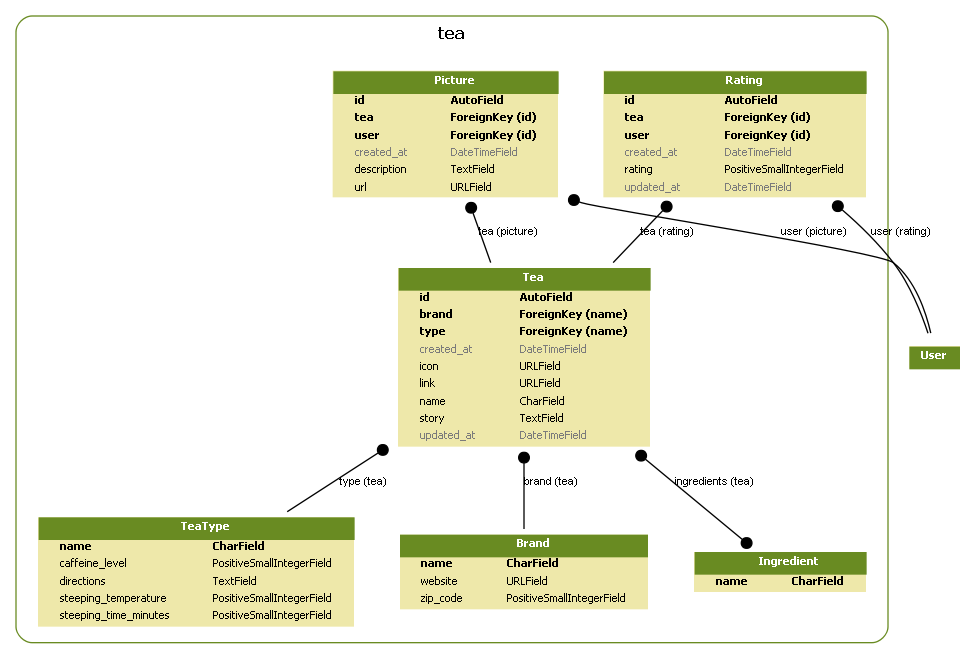 tea
Picture
id AutoField
tea ForeignKey (id)
user ForeignKey (id)
created_at DateTimeField
description TextField
url URLField
Rating
id AutoField
tea ForeignKey (id)
user ForeignKey (id)
created_at DateTimeField
rating PositiveSmallIntegerField
updated_at DateTimeField
tea (picture)
tea (rating)
user (picture)
user (rating)
Tea
id AutoField
brand ForeignKey (name)
type ForeignKey (name)
created_at DateTimeField
icon URLField
link URLField
name CharField
story TextField
updated_at DateTimeField
User
type (tea)
brand (tea)
ingredients (tea)
TeaType
name CharField
caffeine_level PositiveSmallIntegerField
directions TextField
steeping_temperature PositiveSmallIntegerField
steeping_time_minutes PositiveSmallIntegerField
Brand
name CharField
website URLField
zip_code PositiveSmallIntegerField
Ingredient
name CharField